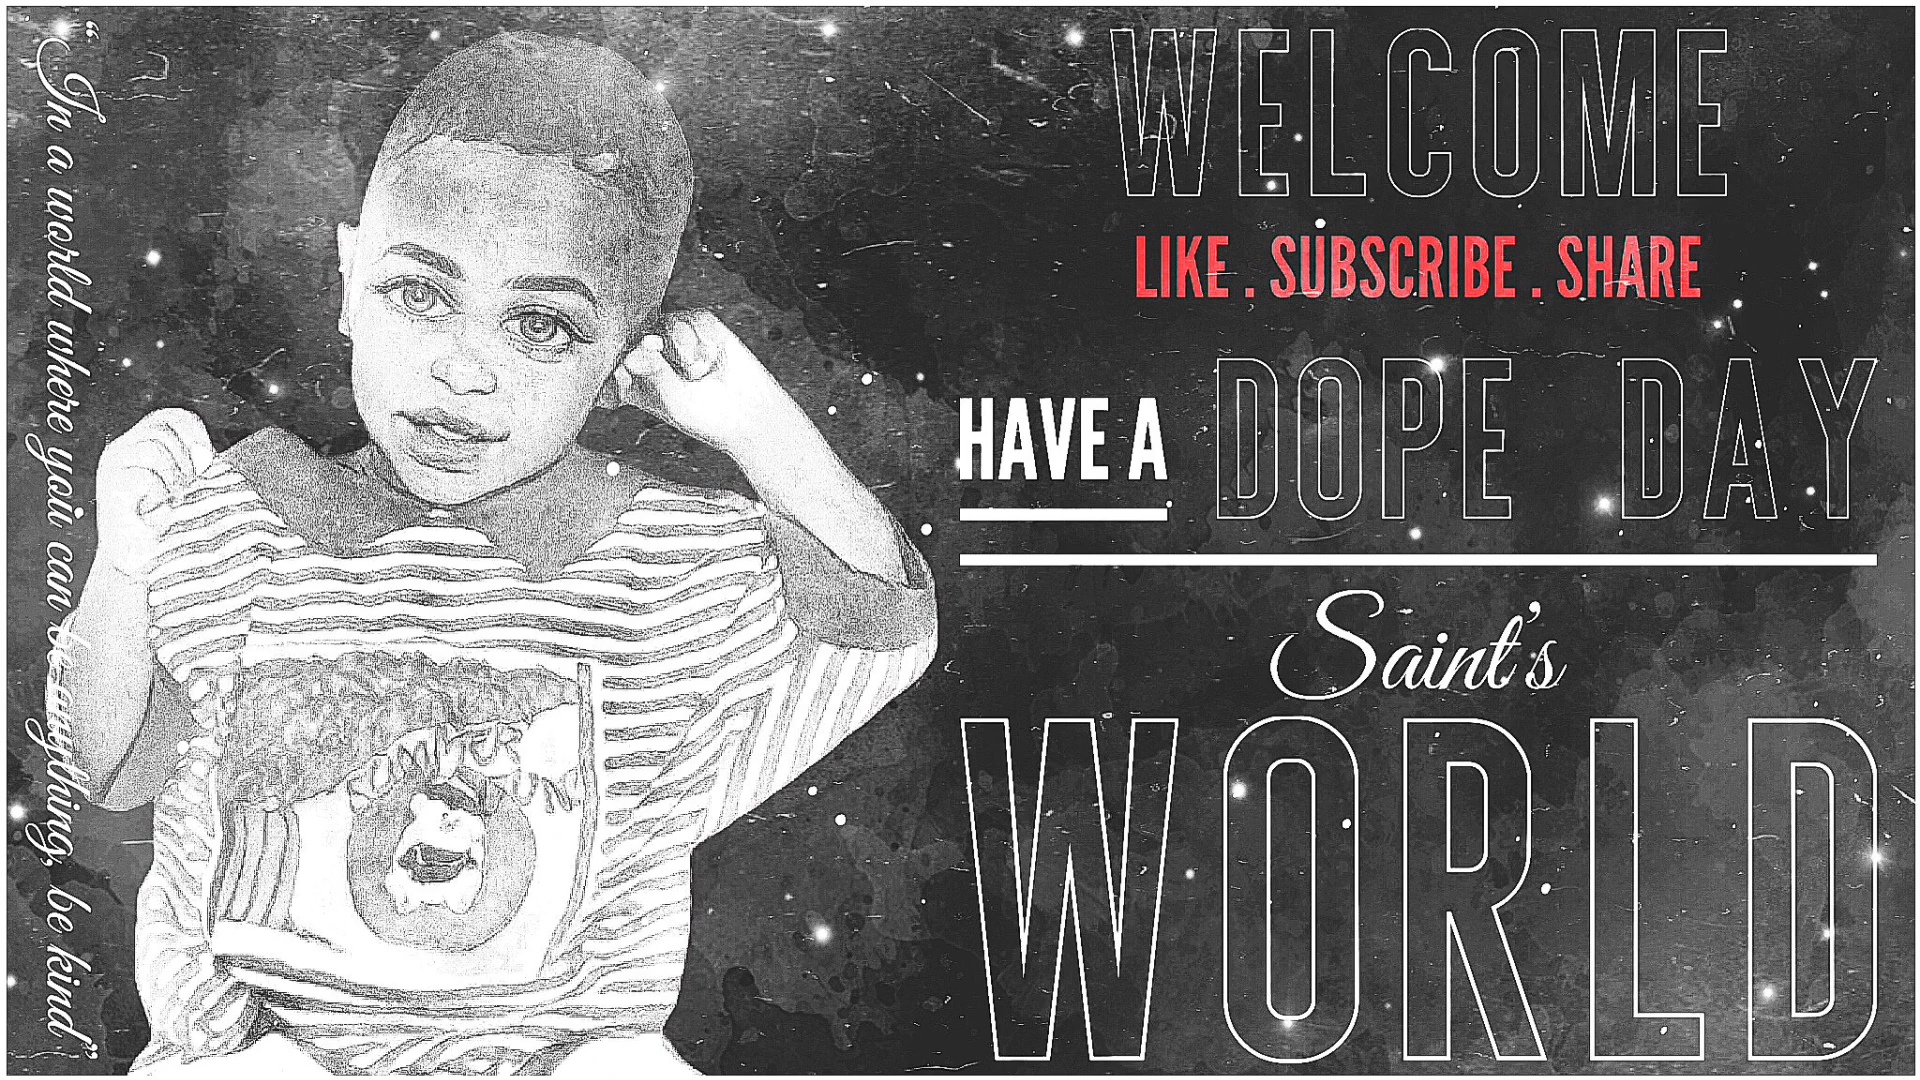 “In a world where you can be anything, be kind”
WELCOME
LIKE . SUBSCRIBE . SHARE
HAVE A DOPE DAY
Saint's
WORLD